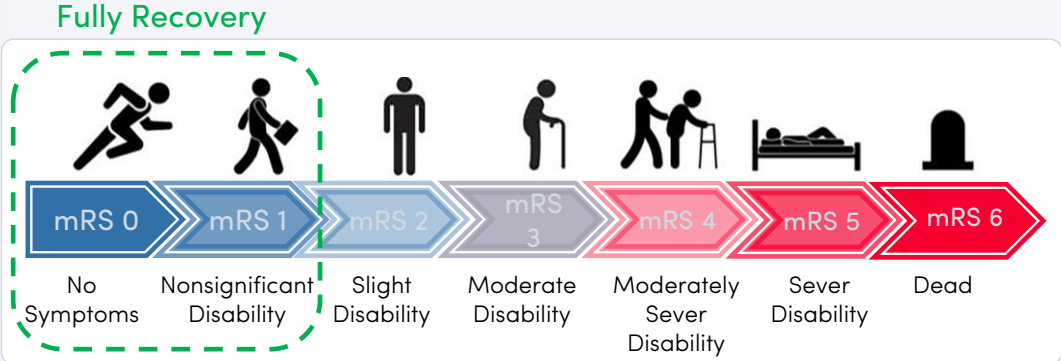 Fully Recovery
mRS 0
mRS 1
mRS 2
mRS
3
mRS 4
mRS 5
mRS 6
No
Symptoms
Nonsignificant
Disability
Slight
Disability
Moderate
Disability
Moderately
Sever
Disability
Sever
Disability
Dead